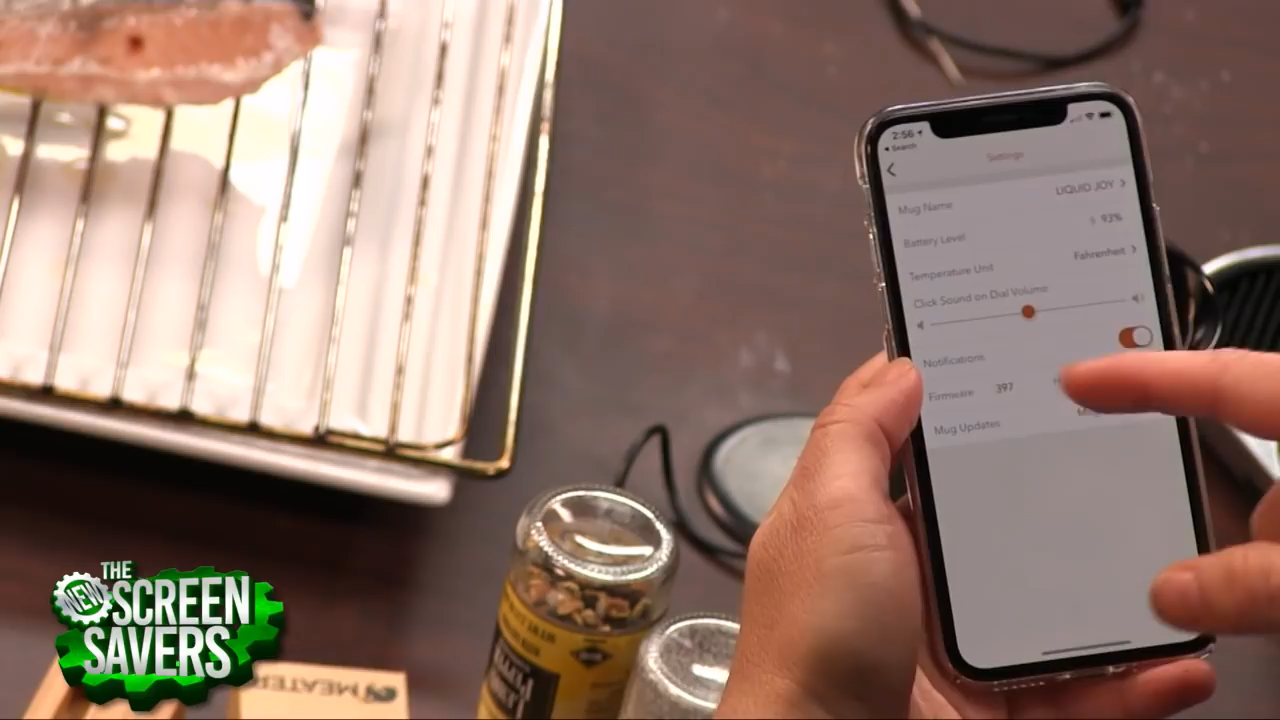 2:56
Search
Settings
Mug Name LIQUID JOY
Battery Level 93%
Temperature Unit Fahrenheit
Click Sound on Dial Volume
Notifications
Firmware 397
Mug Updates
THE
NEW
SCREEN
SAVERS
MEATER